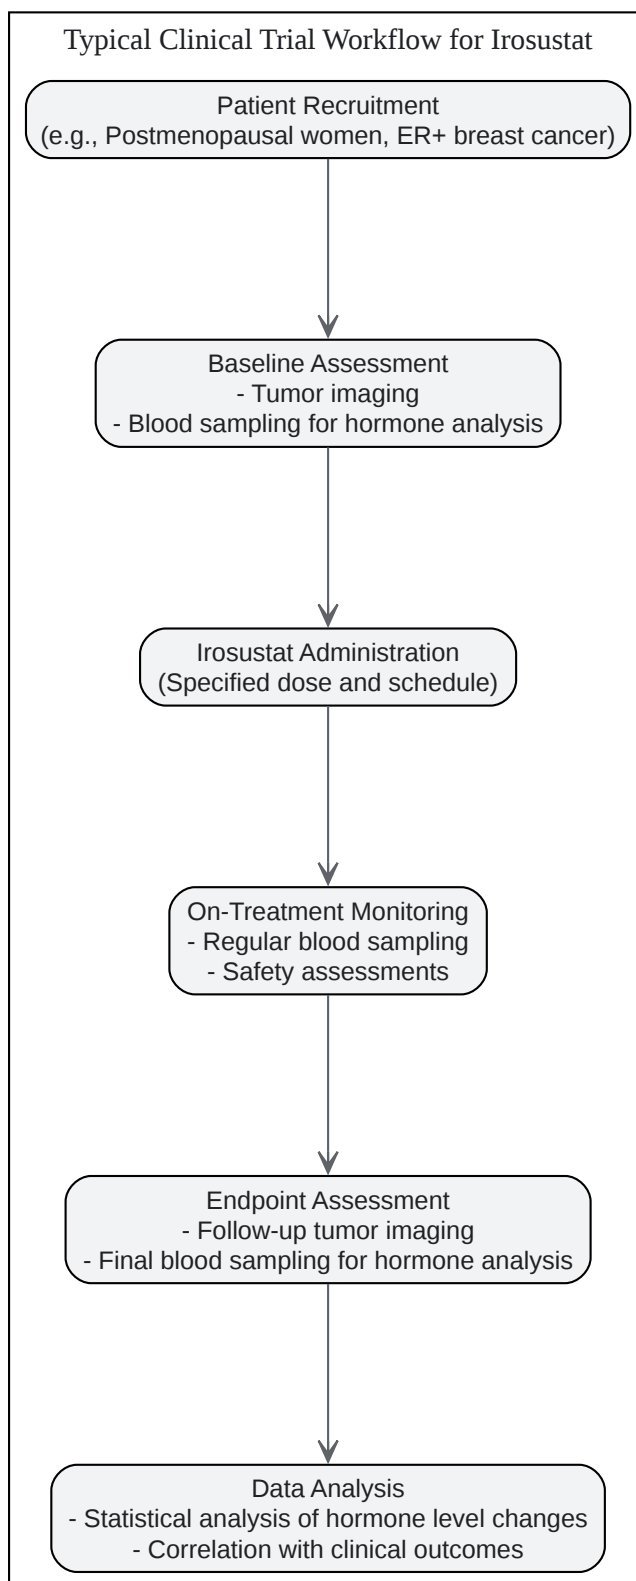 Typical Clinical Trial Workflow for Irosustat
Patient Recruitment
(e.g., Postmenopausal women, ER+ breast cancer)
Baseline Assessment
- Tumor imaging
- Blood sampling for hormone analysis
Irosustat Administration
(Specified dose and schedule)
On-Treatment Monitoring
- Regular blood sampling
- Safety assessments
Endpoint Assessment
- Follow-up tumor imaging
- Final blood sampling for hormone analysis
Data Analysis
- Statistical analysis of hormone level changes
- Correlation with clinical outcomes